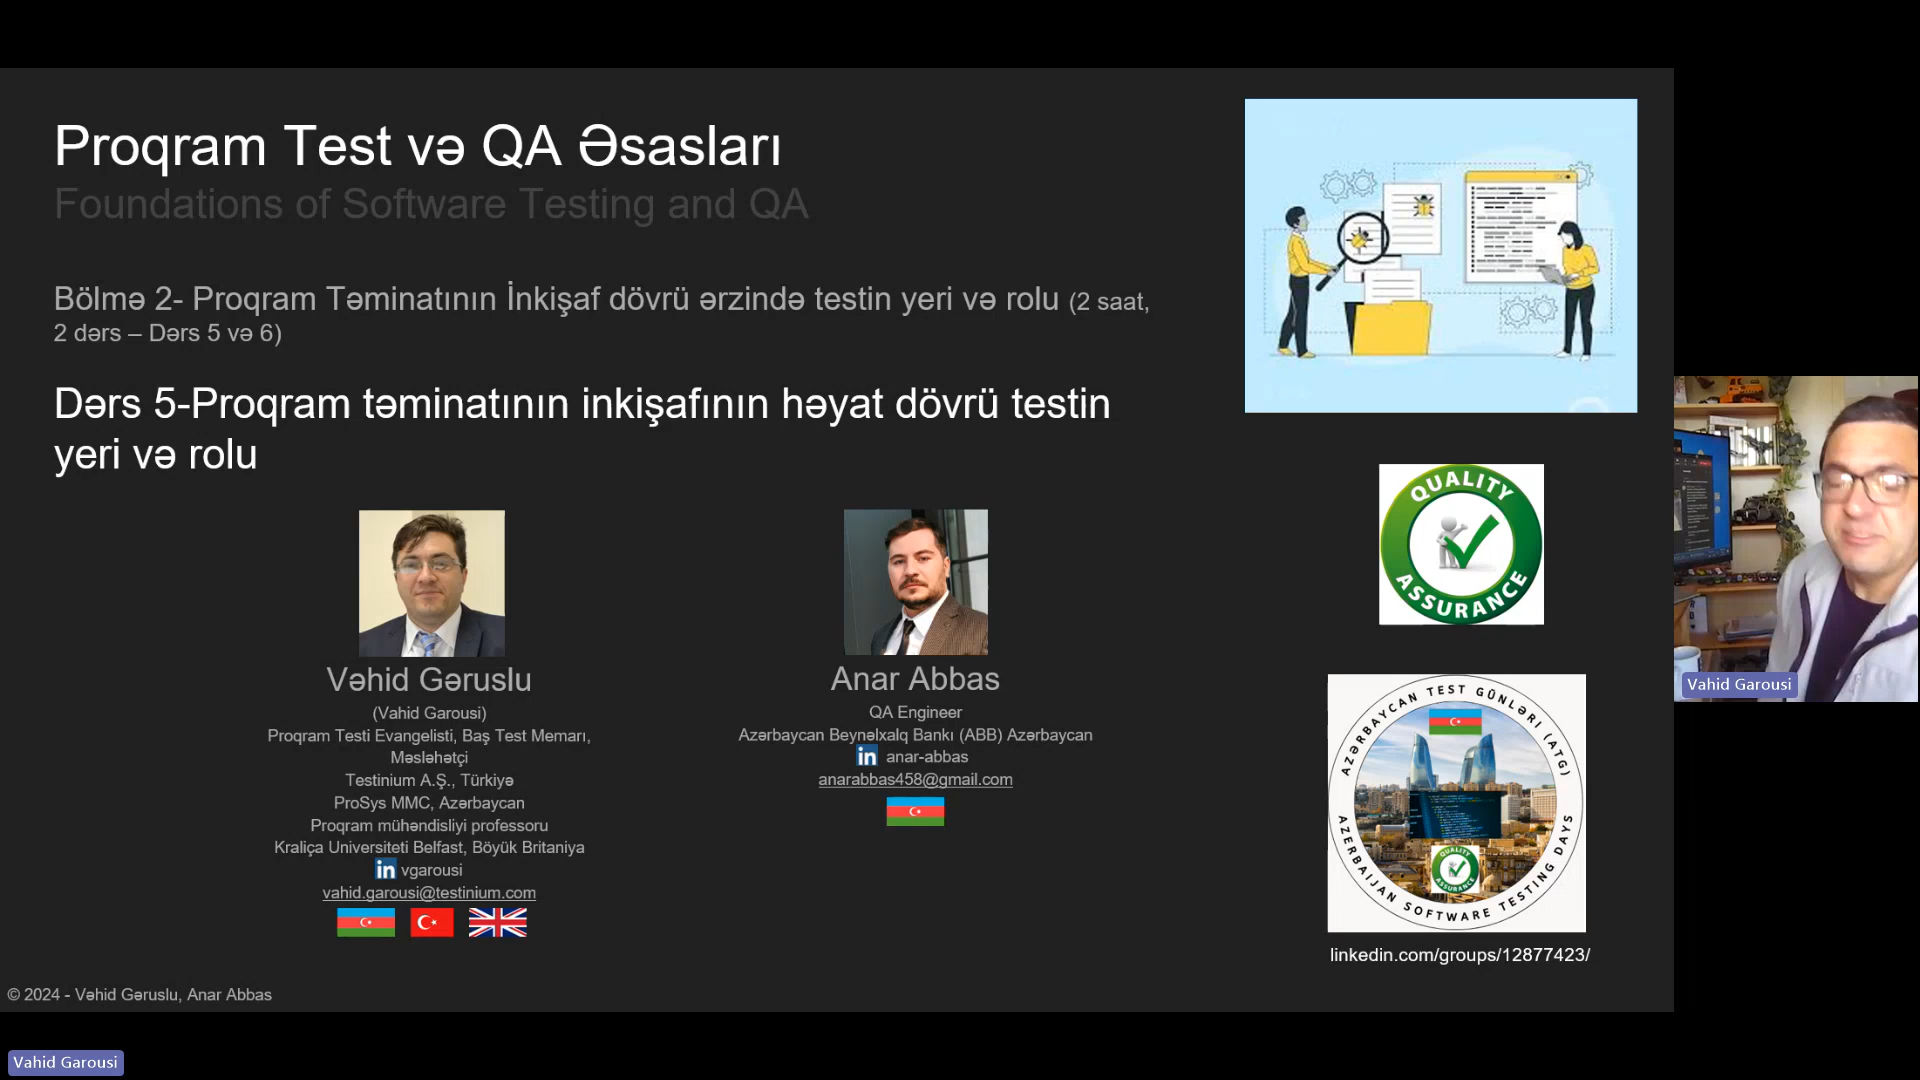 Proqram Test və QA Əsasları
Foundations of Software Testing and QA
Bölmə 2- Proqram Təminatının İnkişaf dövrü ərzində testin yeri və rolu (2 saat,
2 dərs – Dərs 5 və 6)
Dərs 5-Proqram təminatının inkişafının həyat dövrü testin
yeri və rolu
Vəhid Gəruslu
(Vahid Garousi)
Proqram Testi Evangelisti, Baş Test Memarı,
Məsləhətçi
Testinium A.Ş., Türkiyə
ProSys MMC, Azərbaycan
Proqram mühəndisliyi professoru
Kraliça Universiteti Belfast, Böyük Britaniya
in vgarousi
vahid.garousi@testinium.com
Anar Abbas
QA Engineer
Azərbaycan Beynəlxalq Bankı (ABB) Azərbaycan
in anar-abbas
anarabbas458@gmail.com
QUALITY
ASSURANCE
AZƏRBAYCAN TEST GÜNLƏRİ (ATG)
QUALITY
ASSURANCE
AZERBAIJAN SOFTWARE TESTING DAYS
linkedin.com/groups/12877423/
Vahid Garousi
© 2024 - Vəhid Gəruslu, Anar Abbas
Vahid Garousi